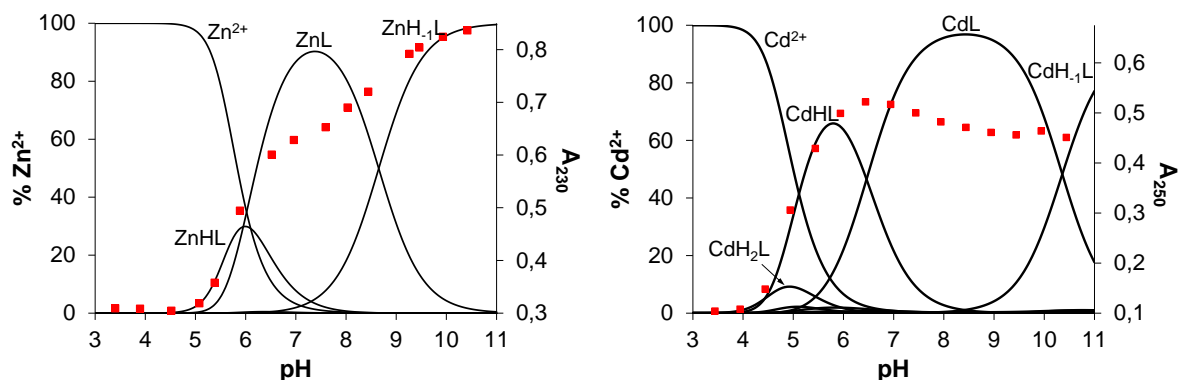 100
80
60
40
20
0
% Zn²⁺
Zn²⁺
ZnL
ZnH₋₁L
ZnHL
0,8
0,7
0,6
0,5
0,4
0,3
A₂₃₀
3 4 5 6 7 8 9 10 11
pH
100
80
60
40
20
0
% Cd²⁺
Cd²⁺
CdL
CdH₋₁L
CdHL
CdH₂L
0,6
0,5
0,4
0,3
0,2
0,1
A₂₅₀
3 4 5 6 7 8 9 10 11
pH